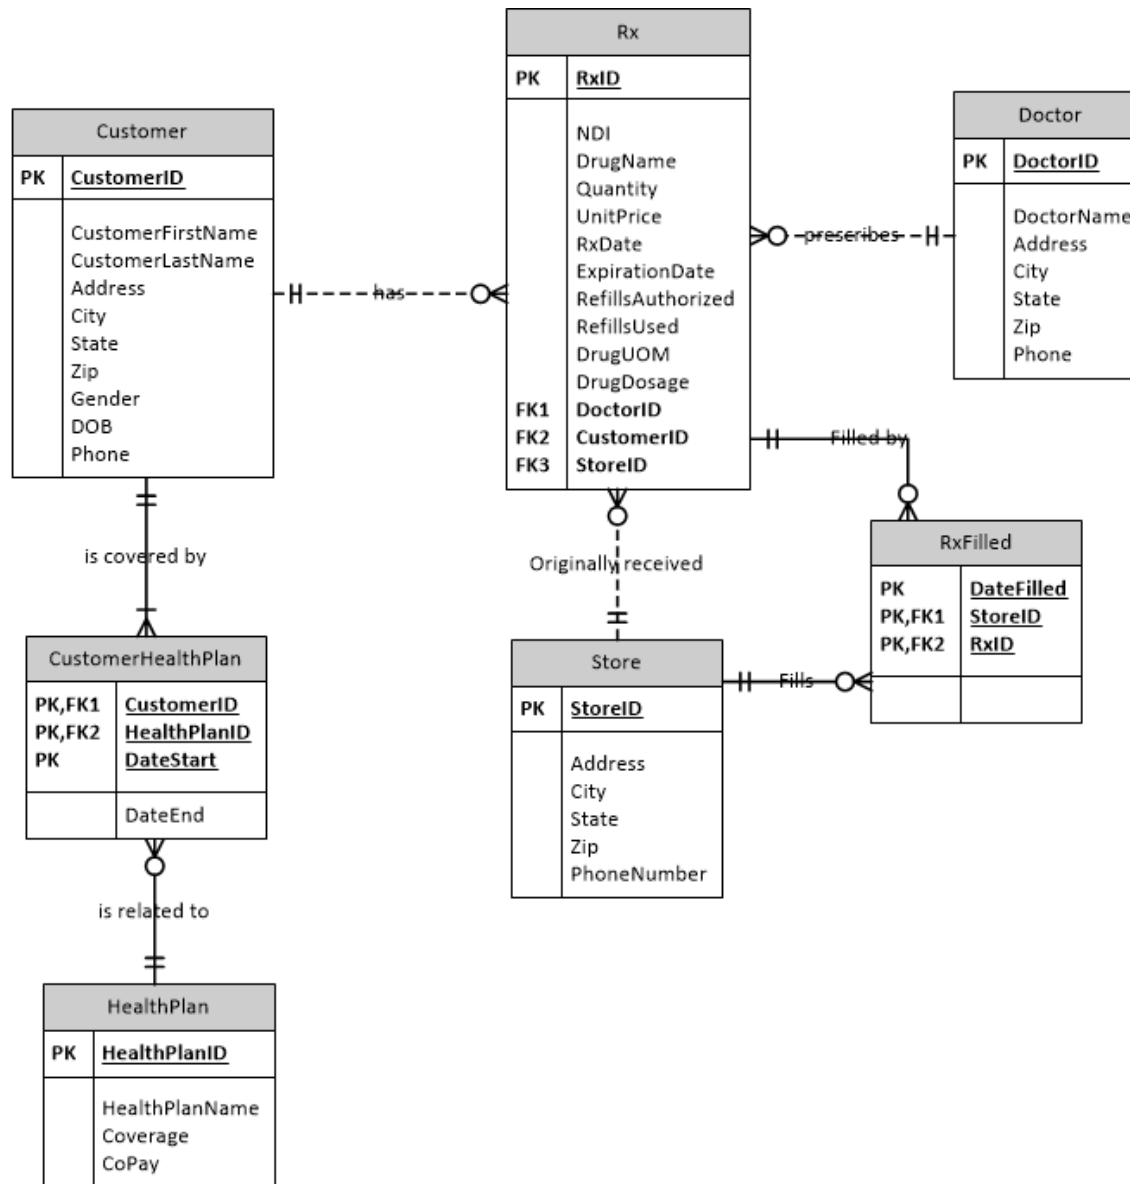 Rx
PK RxID
NDI
DrugName
Quantity
UnitPrice
RxDate
ExpirationDate
RefillsAuthorized
RefillsUsed
DrugUOM
DrugDosage
FK1 DoctorID
FK2 CustomerID
FK3 StoreID
Customer
PK CustomerID
CustomerFirstName
CustomerLastName
Address
City
State
Zip
Gender
DOB
Phone
has
Doctor
PK DoctorID
DoctorName
Address
City
State
Zip
Phone
prescribes
Filled by
is covered by
Originally received
RxFilled
PK DateFilled
PK,FK1 StoreID
PK,FK2 RxID
CustomerHealthPlan
PK,FK1 CustomerID
PK,FK2 HealthPlanID
PK DateStart
DateEnd
Store
PK StoreID
Address
City
State
Zip
PhoneNumber
Fills
is related to
HealthPlan
PK HealthPlanID
HealthPlanName
Coverage
CoPay